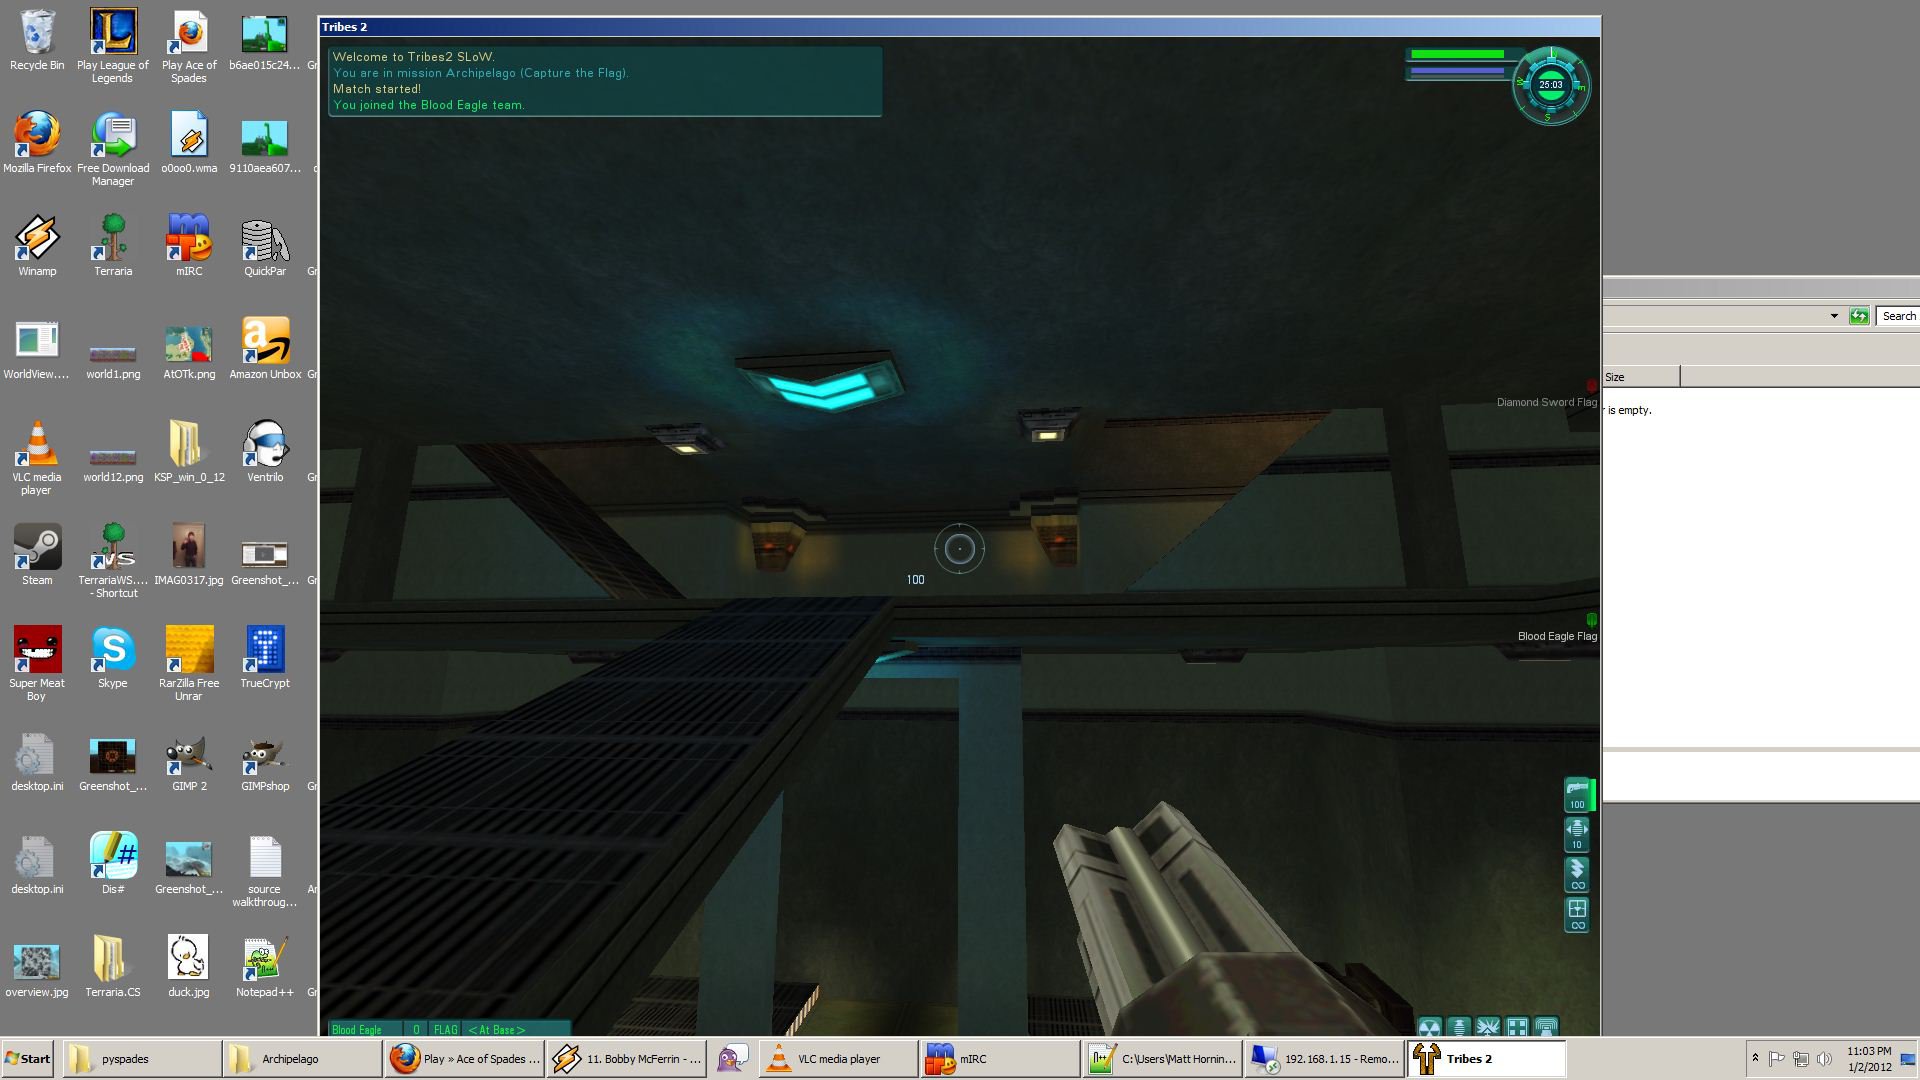 Tribes 2
Welcome to Tribes2 SLoW.
You are in mission Archipelago (Capture the Flag).
Match started!
You joined the Blood Eagle team.
25:03
Diamond Sword Flag
100
Blood Eagle Flag
100
10
Blood Eagle 0 FLAG <At Base>
Recycle Bin
Play League of Legends
Play Ace of Spades
b6ae015c24...
Mozilla Firefox
Free Download Manager
o0oo0.wma
9110aea607...
Winamp
Terraria
mIRC
QuickPar
WorldView....
world1.png
AtOTk.png
Amazon Unbox
VLC media player
world12.png
KSP_win_0_12
Ventrilo
Steam
TerrariaWS.... - Shortcut
IMAG0317.jpg
Greenshot_...
Super Meat Boy
Skype
RarZilla Free Unrar
TrueCrypt
desktop.ini
Greenshot_...
GIMP 2
GIMPshop
desktop.ini
Dis#
Greenshot_...
source walkthroug...
overview.jpg
Terraria.CS
duck.jpg
Notepad++
Search
Size
is empty.
Start
pyspades
Archipelago
Play » Ace of Spades ...
11. Bobby McFerrin - ...
VLC media player
mIRC
C:\Users\Matt Hornin...
192.168.1.15 - Remo...
Tribes 2
11:03 PM
1/2/2012